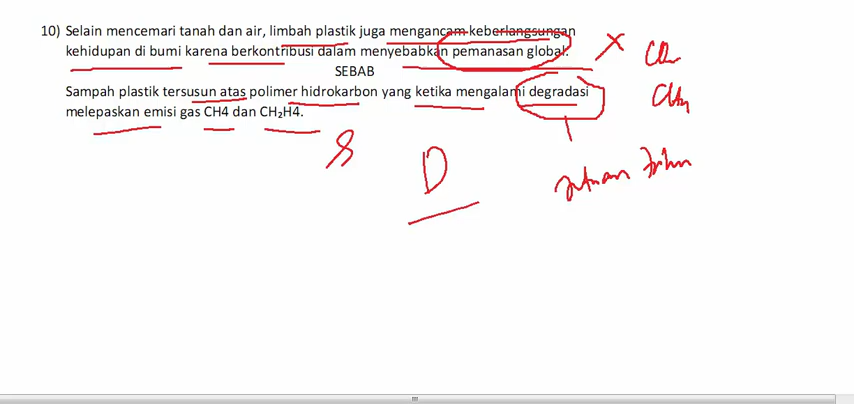 10) Selain mencemari tanah dan air, limbah plastik juga mengancam keberlangsungan
kehidupan di bumi karena berkontribusi dalam menyebabkan pemanasan global.
SEBAB
Sampah plastik tersusun atas polimer hidrokarbon yang ketika mengalami degradasi
melepaskan emisi gas CH4 dan CH₂H4.
X
D